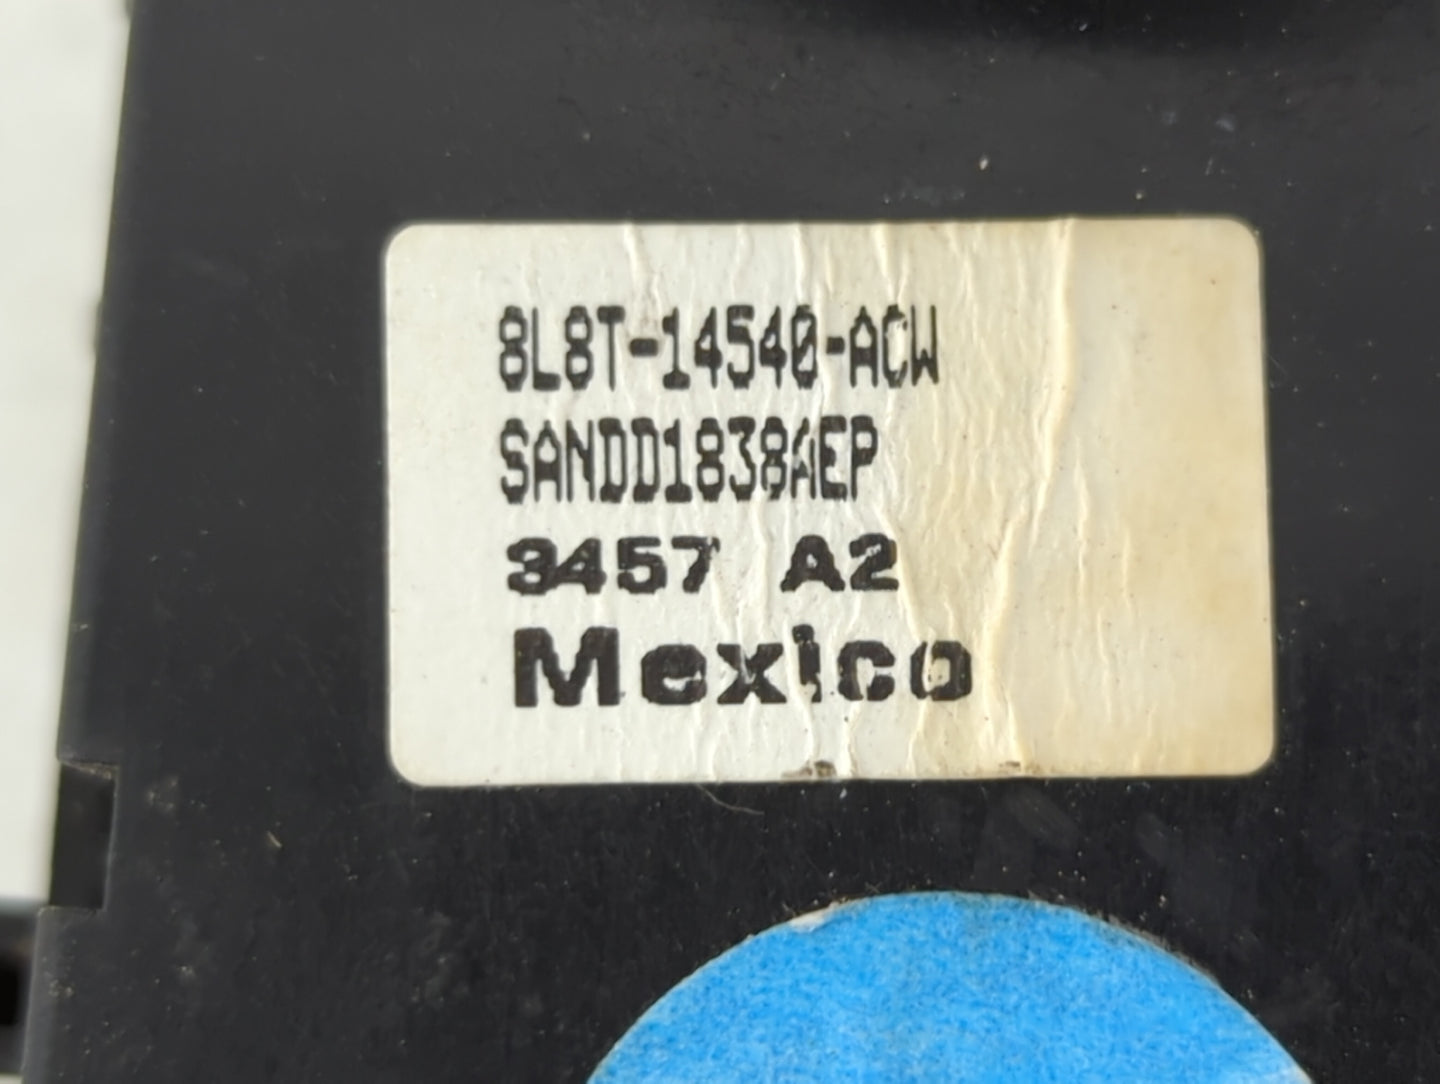 8L8T-14540-ACW
SANDD1838AEP
3457 A2
Mexico